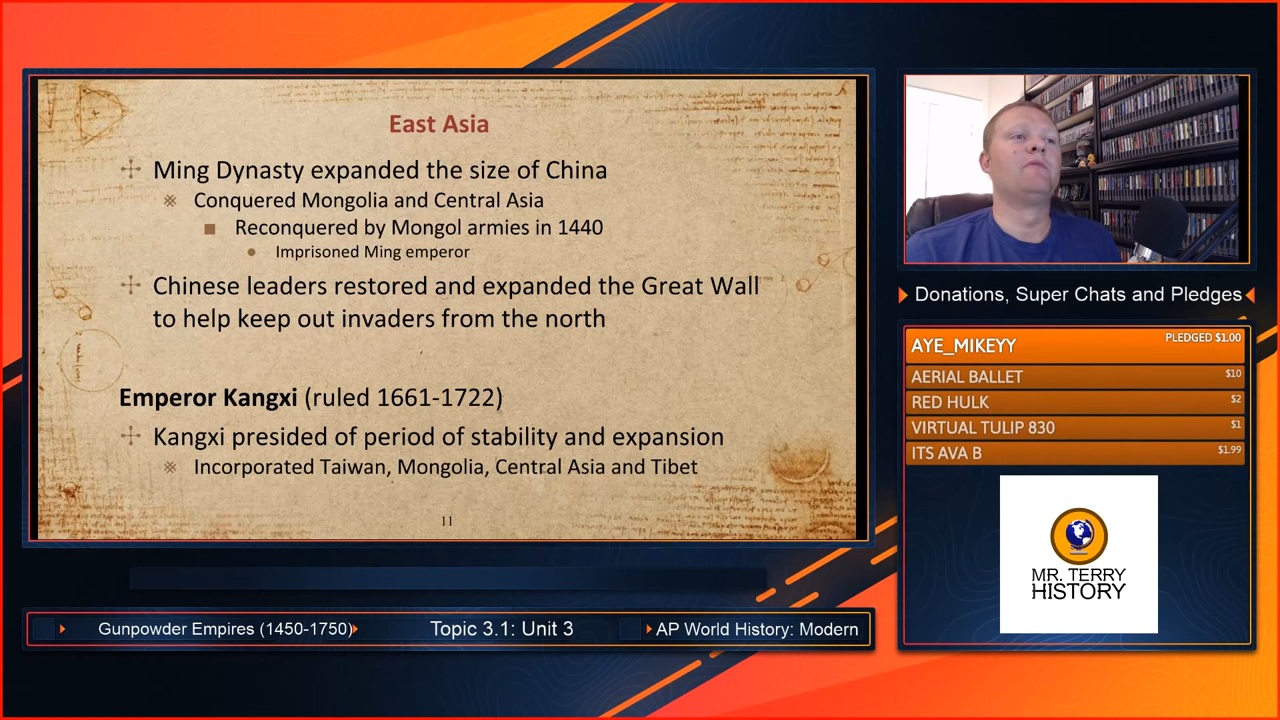 East Asia
Ming Dynasty expanded the size of China
Conquered Mongolia and Central Asia
Reconquered by Mongol armies in 1440
Imprisoned Ming emperor
Chinese leaders restored and expanded the Great Wall
to help keep out invaders from the north
Emperor Kangxi (ruled 1661-1722)
Kangxi presided of period of stability and expansion
Incorporated Taiwan, Mongolia, Central Asia and Tibet
11
Donations, Super Chats and Pledges
AYE_MIKEYY PLEDGED $1.00
AERIAL BALLET $10
RED HULK $2
VIRTUAL TULIP 830 $1
ITS AVA B $1.99
MR. TERRY
HISTORY
Gunpowder Empires (1450-1750) Topic 3.1: Unit 3 AP World History: Modern